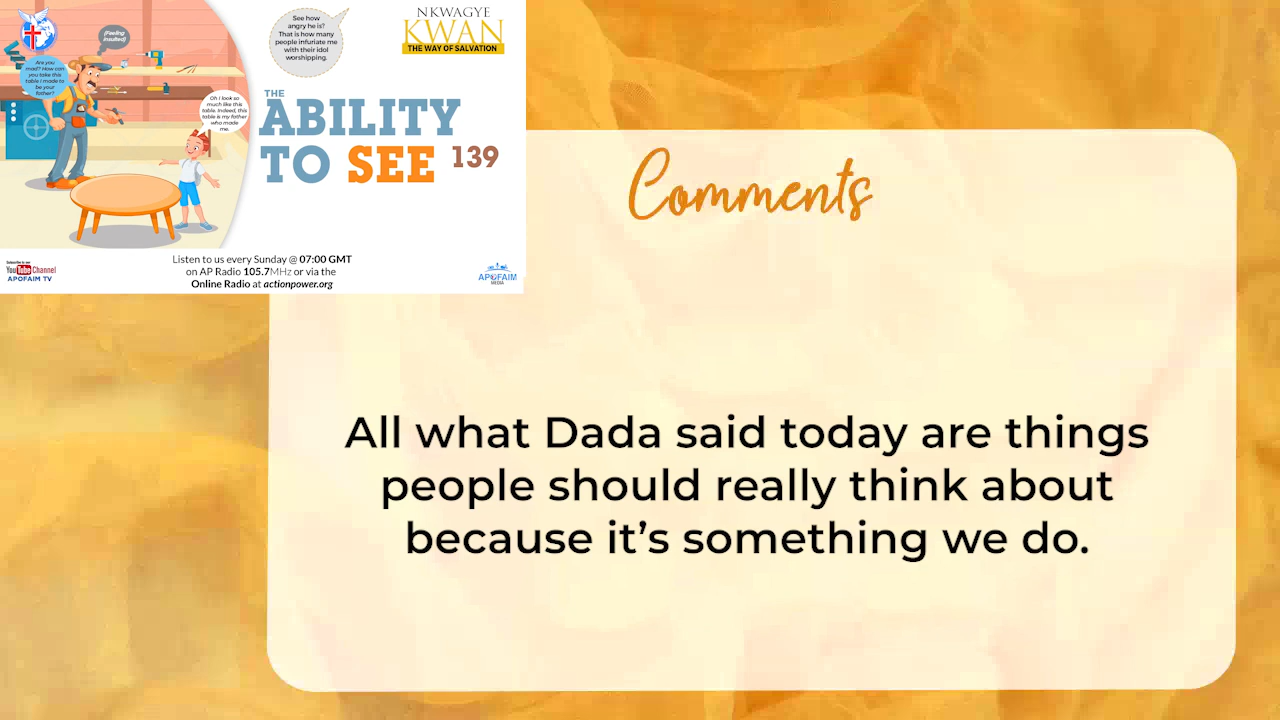 (Feeling
insulted)
Are you
mad? How can
you take this
table I made to
be your
father?
Oh I look so
much like this
table. Indeed, this
table is my father
who made
me.
See how
angry he is?
That is how many
people infuriate me
with their idol
worshipping.
NKWAGYE
KWAN
THE WAY OF SALVATION
THE
ABILITY
TO SEE 139
Listen to us every Sunday @ 07:00 GMT
on AP Radio 105.7MHz or via the
Online Radio at actionpower.org
YouTube Channel
APOFAIM TV
APOFAIM
MEDIA
Comments
All what Dada said today are things
people should really think about
because it's something we do.